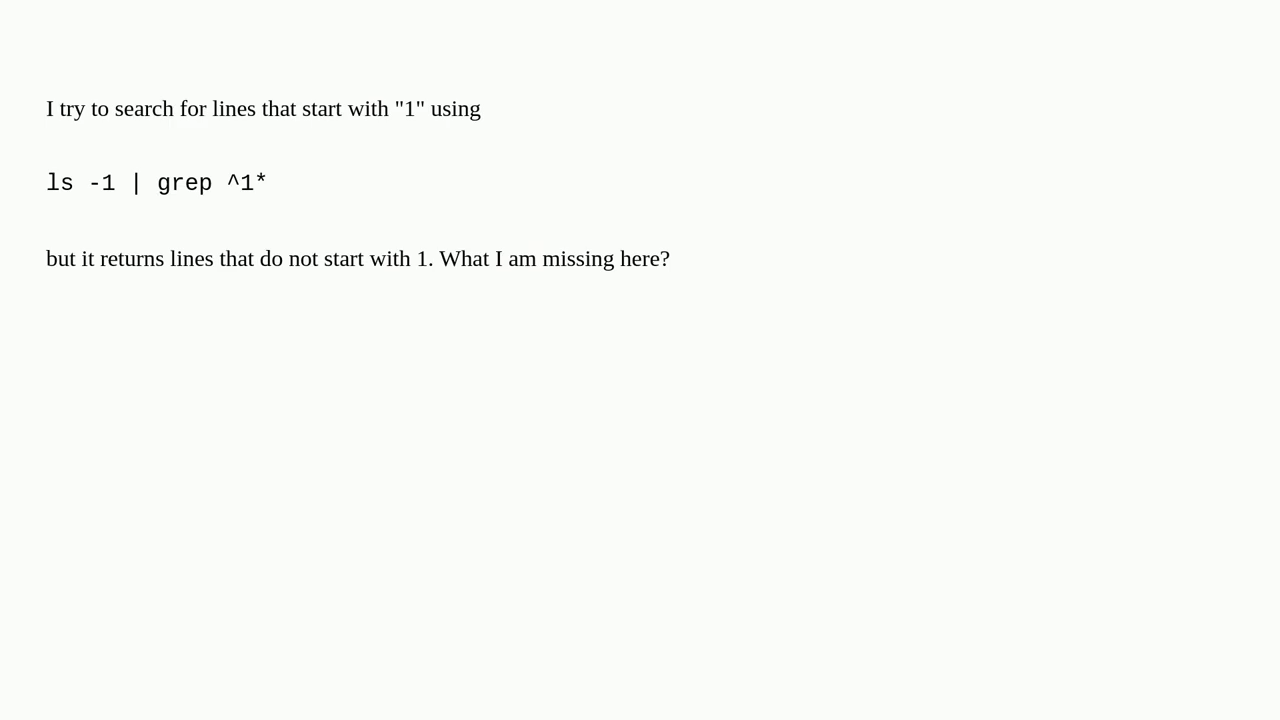 I try to search for lines that start with "1" using
ls -1 | grep ^1*
but it returns lines that do not start with 1. What I am missing here?